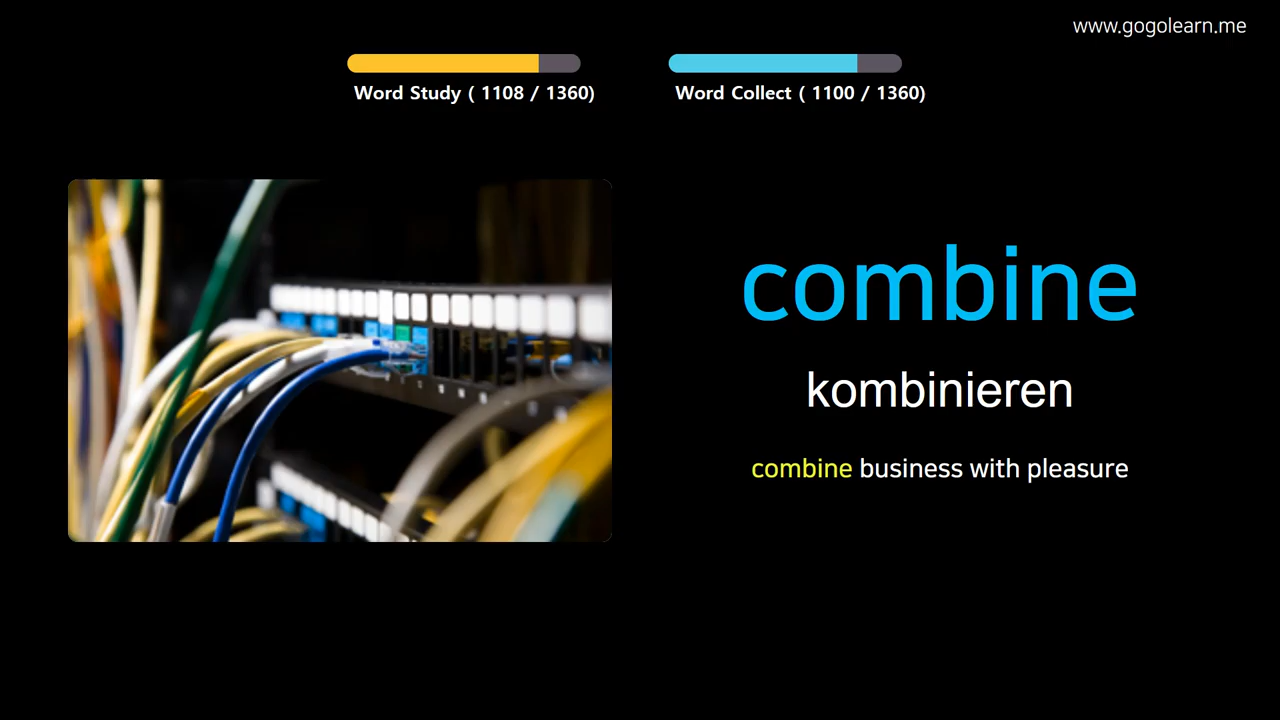 www.gogolearn.me
Word Study ( 1108 / 1360)
Word Collect ( 1100 / 1360)
combine
kombinieren
combine business with pleasure